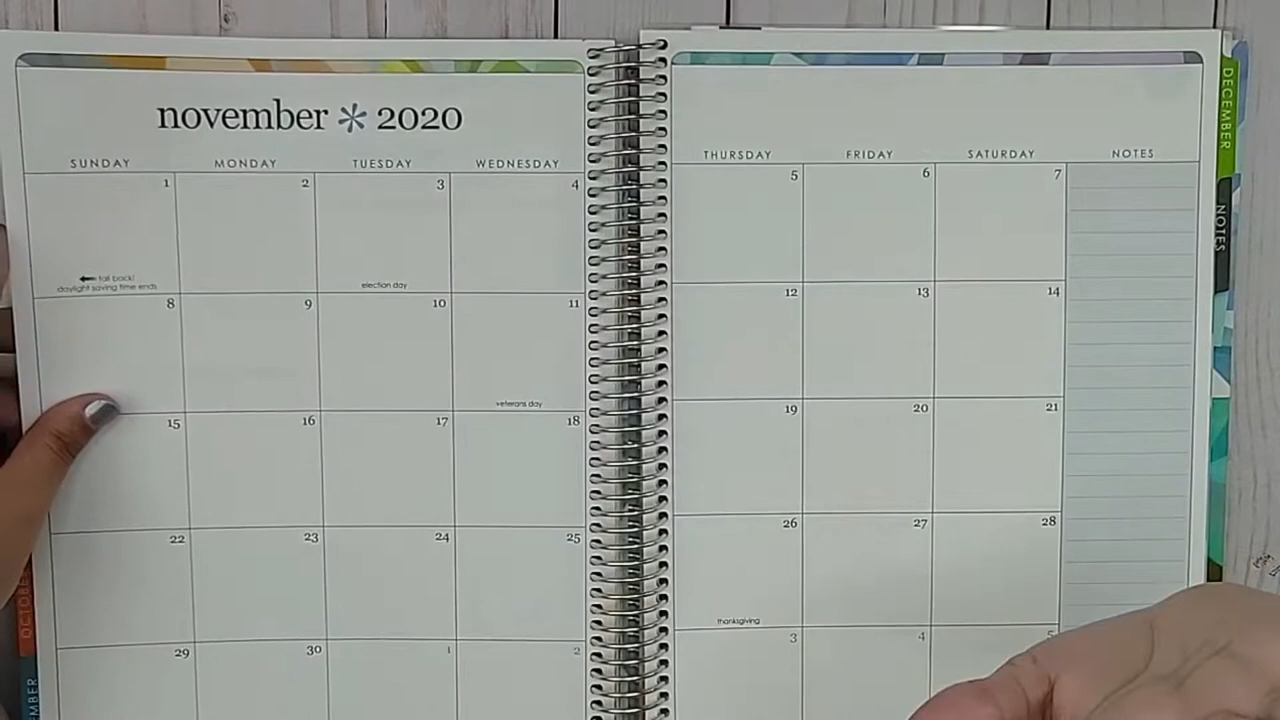 november * 2020
SUNDAY MONDAY TUESDAY WEDNESDAY THURSDAY FRIDAY SATURDAY NOTES
1 2 3 4 5 6 7
fall back!
daylight saving time ends
election day
8 9 10 11 12 13 14
veterans day
15 16 17 18 19 20 21
22 23 24 25 26 27 28
thanksgiving
29 30 1 2 3 4 5
DECEMBER
NOTES
OCTOBER
MBER